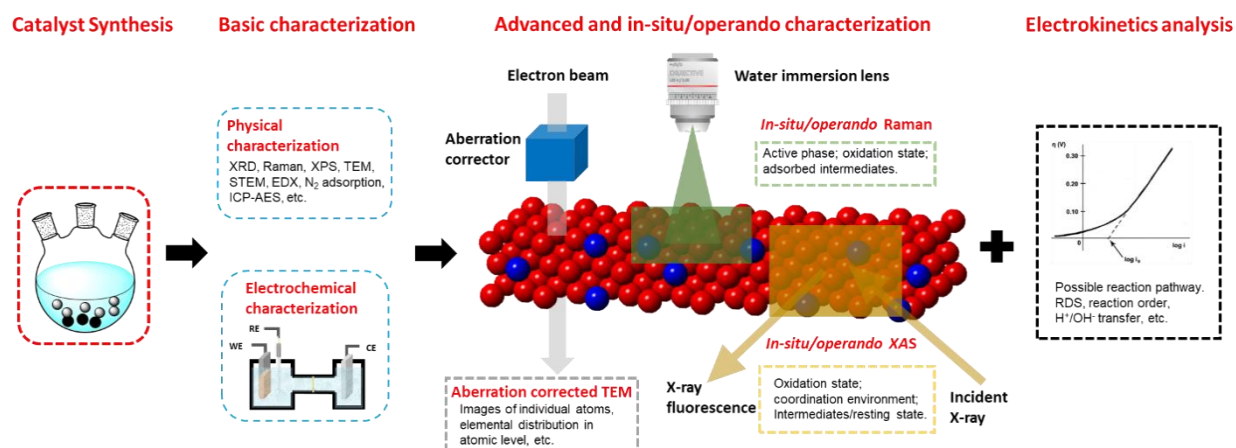 Catalyst Synthesis
Basic characterization
Physical
characterization
XRD, Raman, XPS, TEM,
STEM, EDX, N₂ adsorption,
ICP-AES, etc.
Electrochemical
characterization
RE
WE
CE
Advanced and in-situ/operando characterization
Electron beam
Aberration
corrector
Water immersion lens
OBJECTIVE
In-situ/operando Raman
Active phase; oxidation state;
adsorbed intermediates.
Aberration corrected TEM
Images of individual atoms,
elemental distribution in
atomic level, etc.
X-ray
fluorescence
In-situ/operando XAS
Oxidation state;
coordination environment;
Intermediates/resting state.
Incident
X-ray
Electrokinetics analysis
η (V)
0.30
0.20
0.10
0
log i
log i₀
Possible reaction pathway.
RDS, reaction order,
H⁺/OH⁻ transfer, etc.